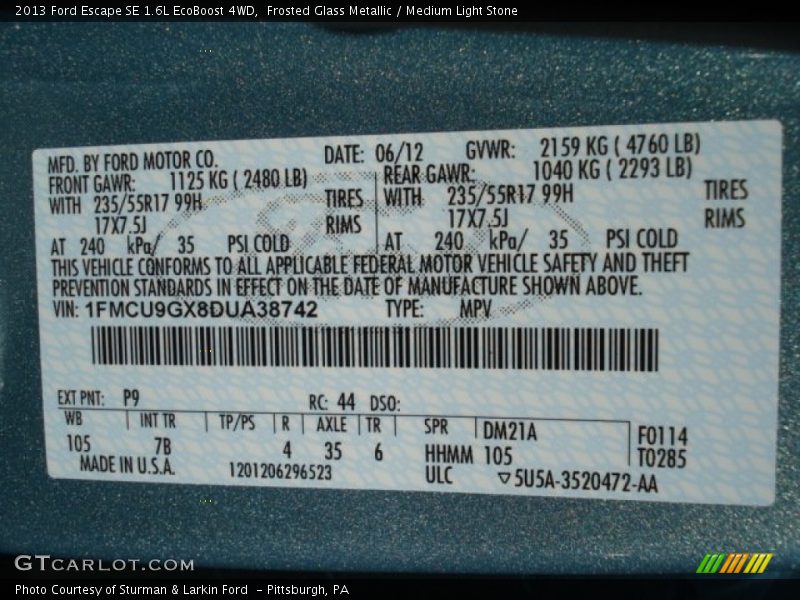 2013 Ford Escape SE 1.6L EcoBoost 4WD,  Frosted Glass Metallic / Medium Light Stone
MFD. BY FORD MOTOR CO. DATE: 06/12 GVWR: 2159 KG ( 4760 LB)
FRONT GAWR: 1125 KG ( 2480 LB) REAR GAWR: 1040 KG ( 2293 LB)
WITH 235/55R17 99H TIRES WITH 235/55R17 99H TIRES
17X7.5J RIMS 17X7.5J RIMS
AT 240 kPa/ 35 PSI COLD AT 240 kPa/ 35 PSI COLD
THIS VEHICLE CONFORMS TO ALL APPLICABLE FEDERAL MOTOR VEHICLE SAFETY AND THEFT
PREVENTION STANDARDS IN EFFECT ON THE DATE OF MANUFACTURE SHOWN ABOVE.
VIN: 1FMCU9GX8DUA38742 TYPE: MPV
EXT PNT: P9 RC: 44 DSO:
WB INT TR TP/PS R AXLE TR SPR DM21A F0114
105 7B 4 35 6 HHMM 105 T0285
MADE IN U.S.A. 1201206296523 ULC ▽5U5A-3520472-AA
GTCARLOT.COM
Photo Courtesy of Sturman & Larkin Ford  - Pittsburgh, PA